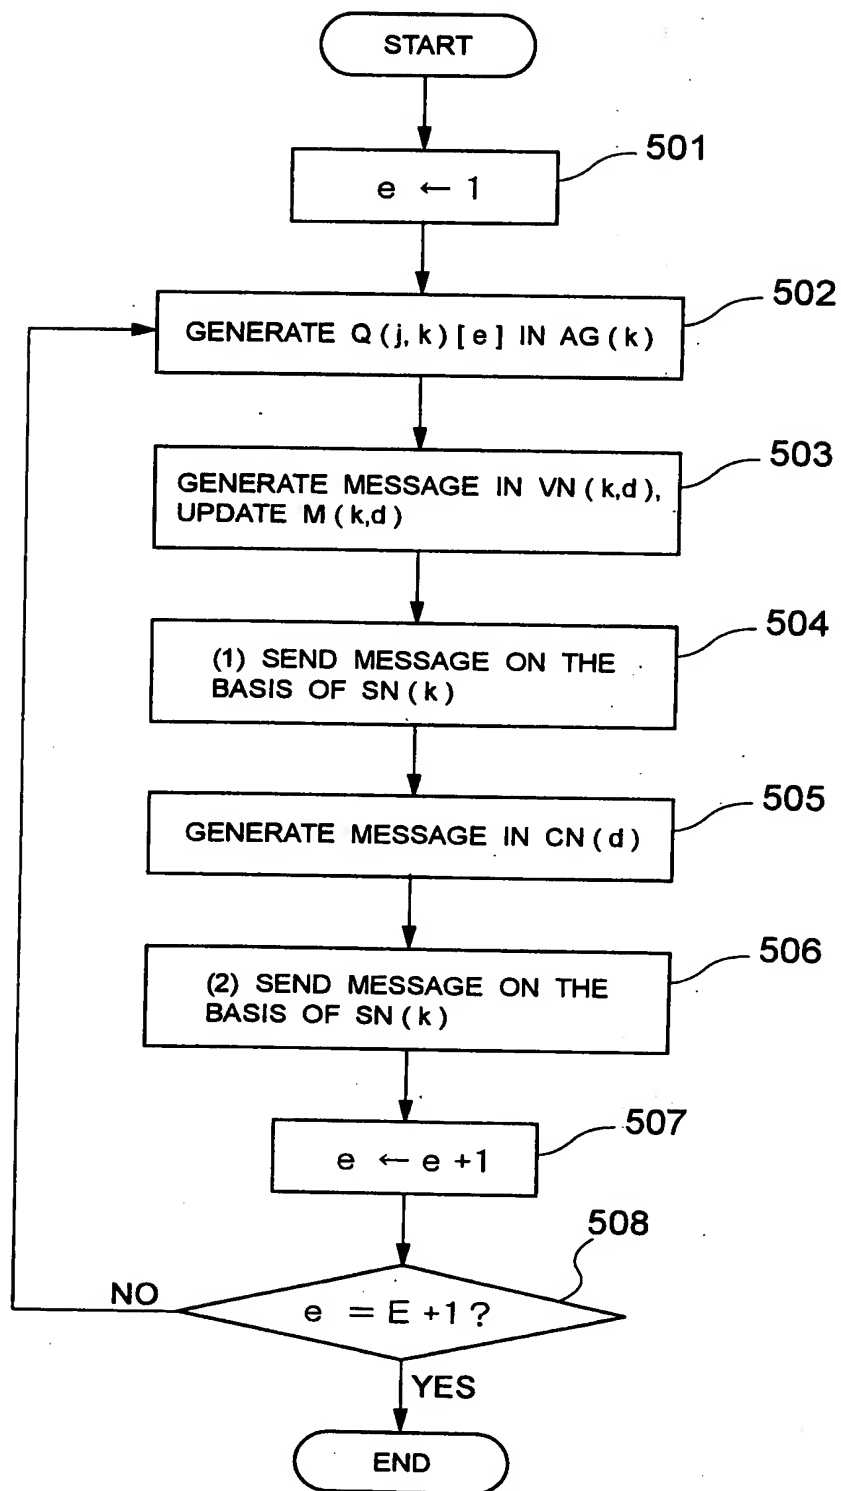 START
501
e ← 1
502
GENERATE Q(j,k)[e] IN AG(k)
503
GENERATE MESSAGE IN VN(k,d),
UPDATE M(k,d)
504
(1) SEND MESSAGE ON THE
BASIS OF SN(k)
505
GENERATE MESSAGE IN CN(d)
506
(2) SEND MESSAGE ON THE
BASIS OF SN(k)
507
e ← e+1
508
NO
e = E+1?
YES
END